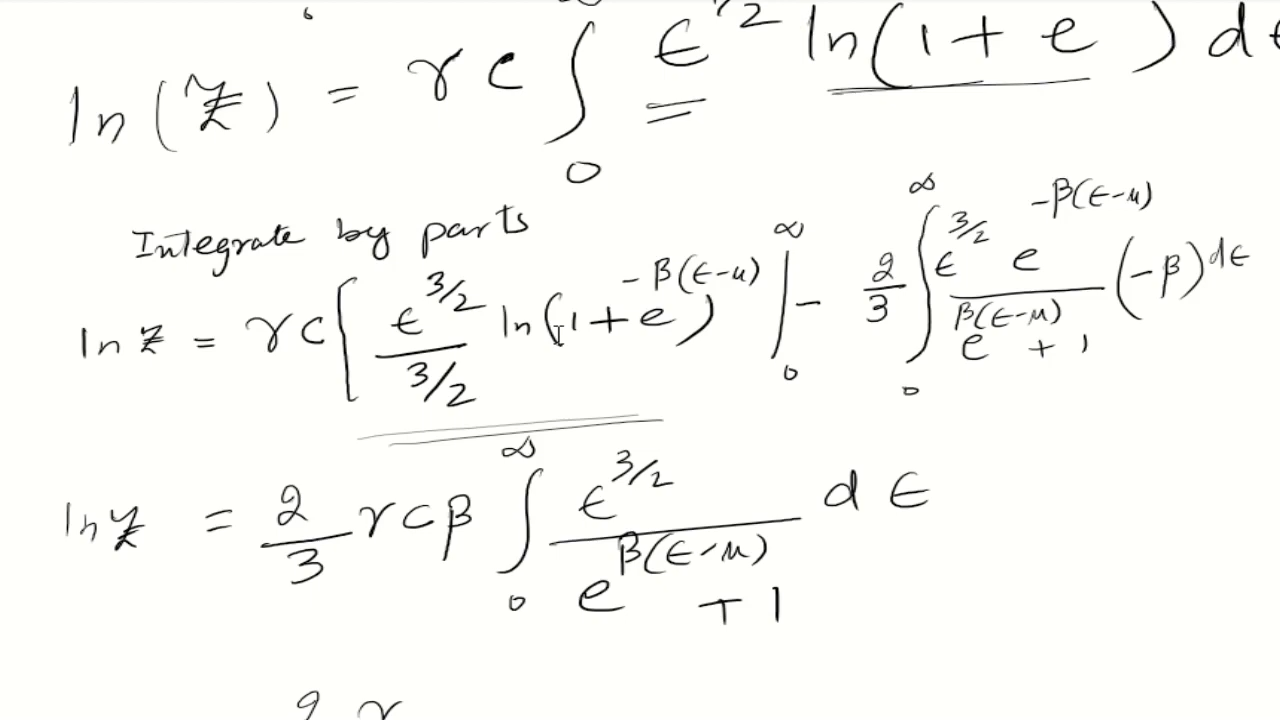 ln(Z) = γc ∫₀^∞ ε^1/2 ln(1 + e ) dε
Integrate by parts
ln Z = γc { ε^3/2 / 3/2 ln(1 + e^-β(ε-μ)) |₀^∞ - 2/3 ∫₀^∞ ε^3/2 e^-β(ε-μ) / e^β(ε-μ) + 1 (-β) dε
ln Z = 2/3 γcβ ∫₀^∞ ε^3/2 / e^β(ε-μ) + 1 dε